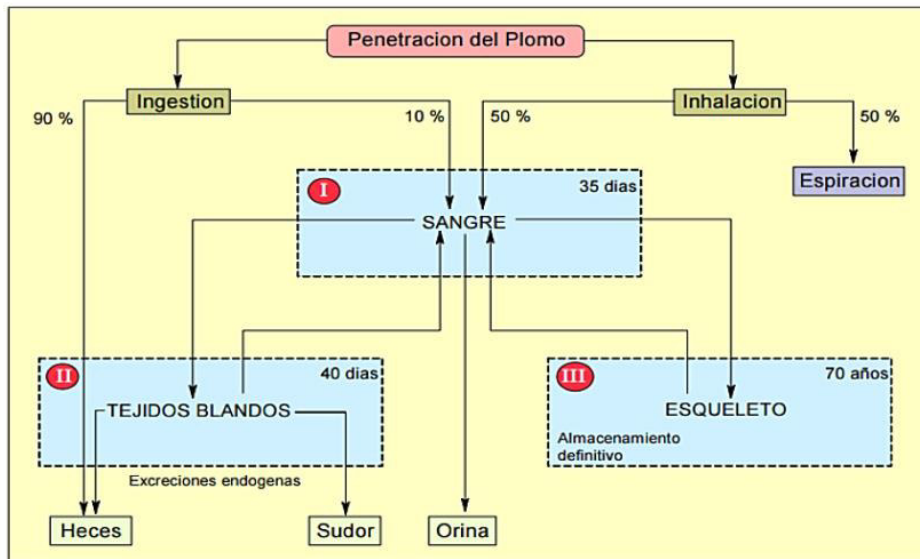 Penetracion del Plomo
Ingestion
Inhalacion
90 %
10 %
50 %
50 %
Espiracion
I
35 dias
SANGRE
II
40 dias
III
70 años
TEJIDOS BLANDOS
ESQUELETO
Almacenamiento
definitivo
Excreciones endogenas
Heces
Sudor
Orina